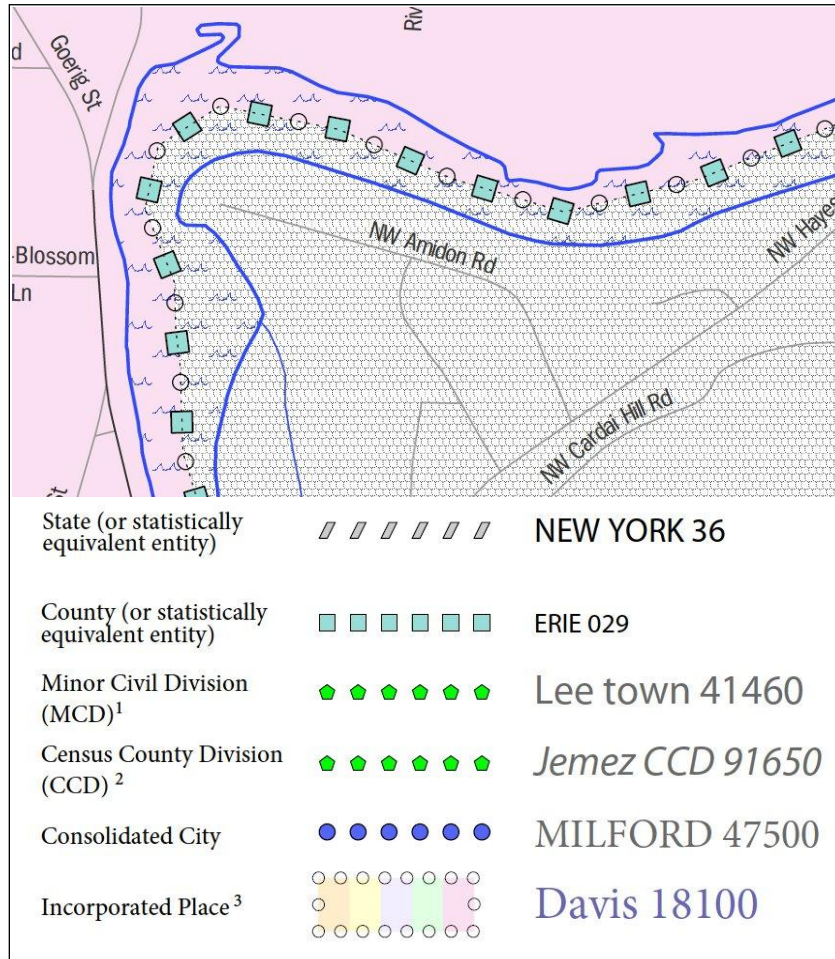 Riv
d
Goerig St
Blossom
Ln
NW Amidon Rd
NW Hayes
NW Cardai Hill Rd
St
State (or statistically
equivalent entity)
NEW YORK 36
County (or statistically
equivalent entity)
ERIE 029
Minor Civil Division
(MCD)1
Lee town 41460
Census County Division
(CCD) 2
Jemez CCD 91650
Consolidated City
MILFORD 47500
Incorporated Place 3
Davis 18100